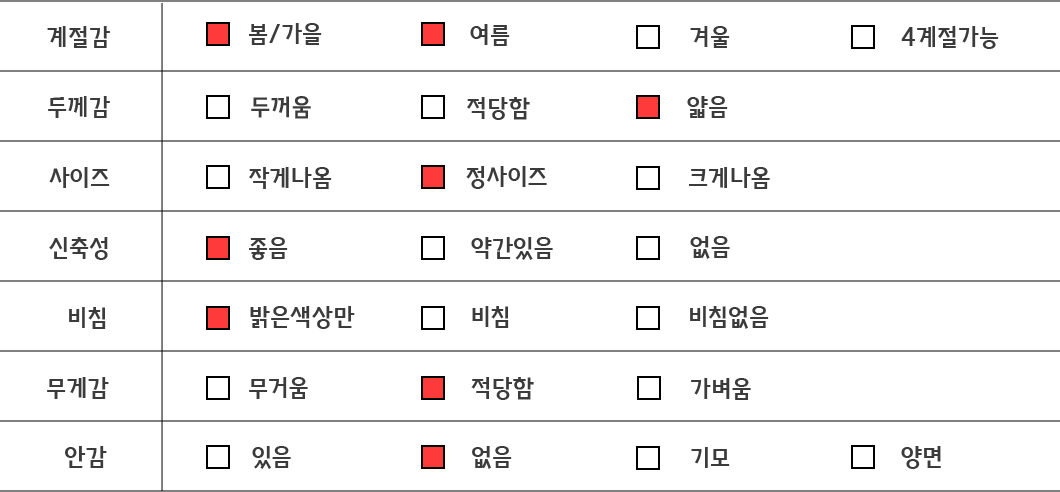 계절감 봄/가을 여름 겨울 4계절가능
두께감 두꺼움 적당함 얇음
사이즈 작게나옴 정사이즈 크게나옴
신축성 좋음 약간있음 없음
비침 밝은색상만 비침 비침없음
무게감 무거움 적당함 가벼움
안감 있음 없음 기모 양면